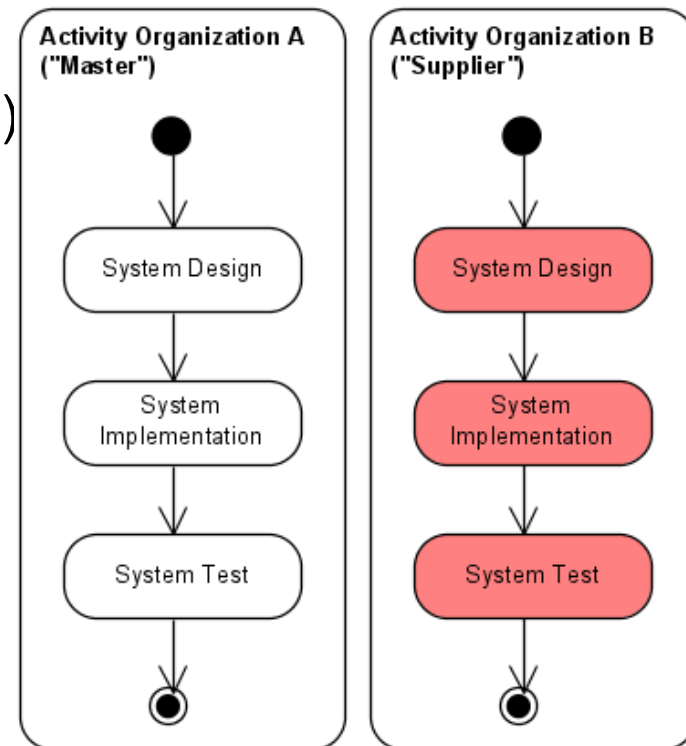 )
Activity Organization A
("Master")
System Design
System
Implementation
System Test
Activity Organization B
("Supplier")
System Design
System
Implementation
System Test